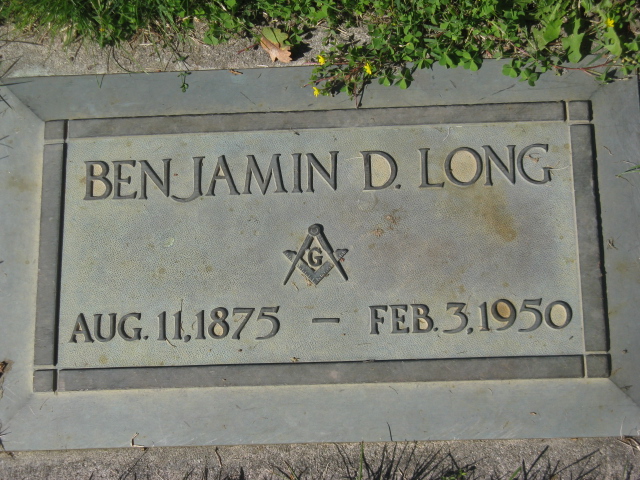 BENJAMIN D. LONG
G
AUG. 11, 1875 – FEB. 3, 1950